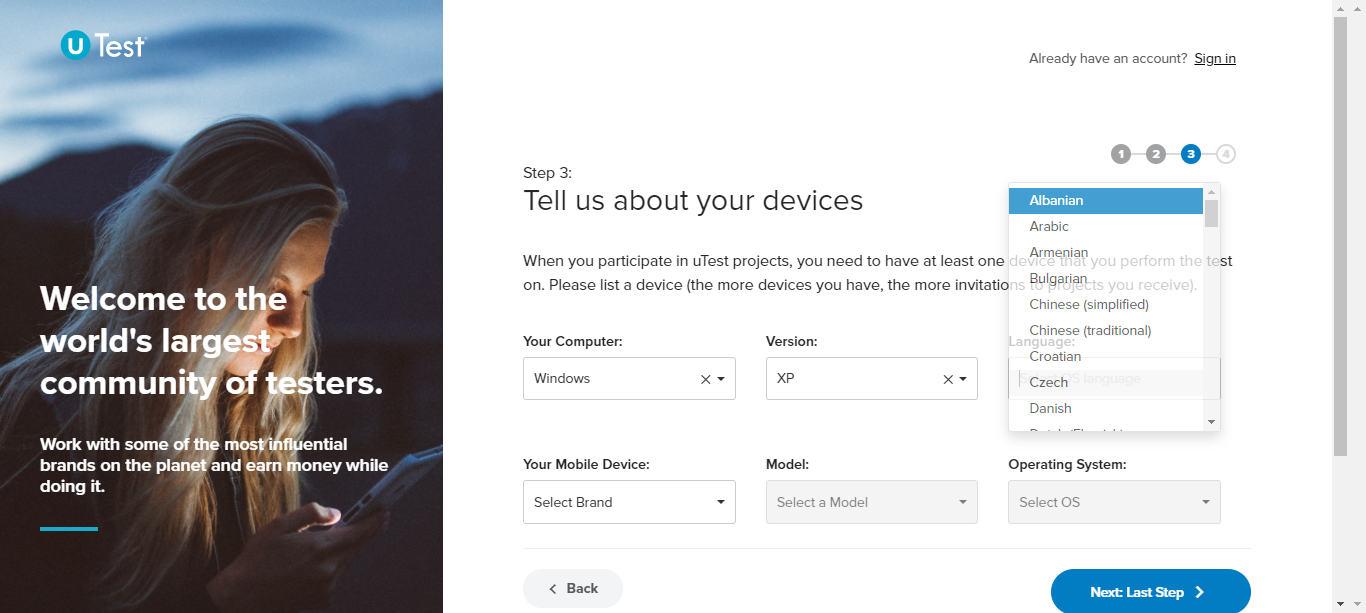 U Test
Already have an account? Sign in
1 2 3 4
Welcome to the
world's largest
community of testers.
Work with some of the most influential
brands on the planet and earn money while
doing it.
Step 3:
Tell us about your devices
When you participate in uTest projects, you need to have at least one device that you perform the test
on. Please list a device (the more devices you have, the more invitations to projects you receive).
Your Computer:
Windows
Version:
XP
Language:
Select OS language
Albanian
Arabic
Armenian
Bulgarian
Chinese (simplified)
Chinese (traditional)
Croatian
Czech
Danish
Your Mobile Device:
Select Brand
Model:
Select a Model
Operating System:
Select OS
Back
Next: Last Step